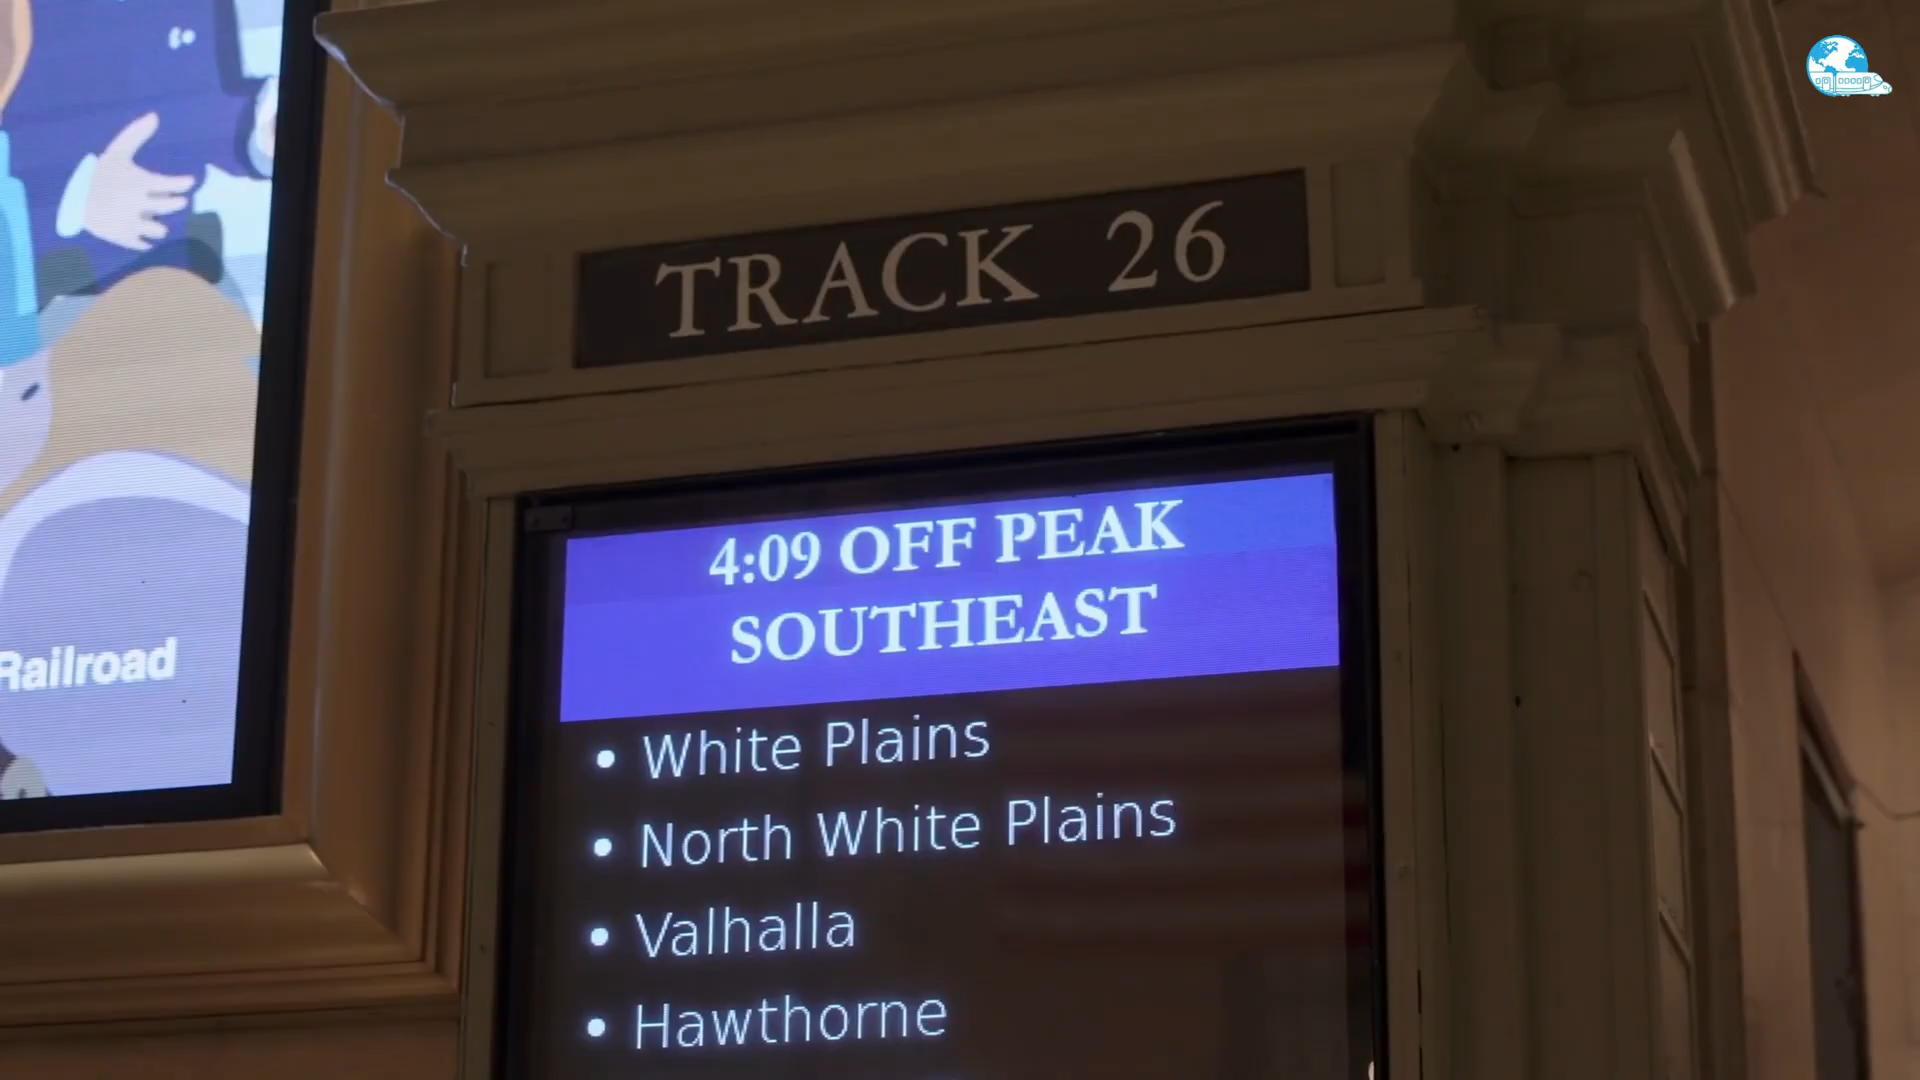 TRACK 26
4:09 OFF PEAK
SOUTHEAST
• White Plains
• North White Plains
• Valhalla
• Hawthorne
Railroad